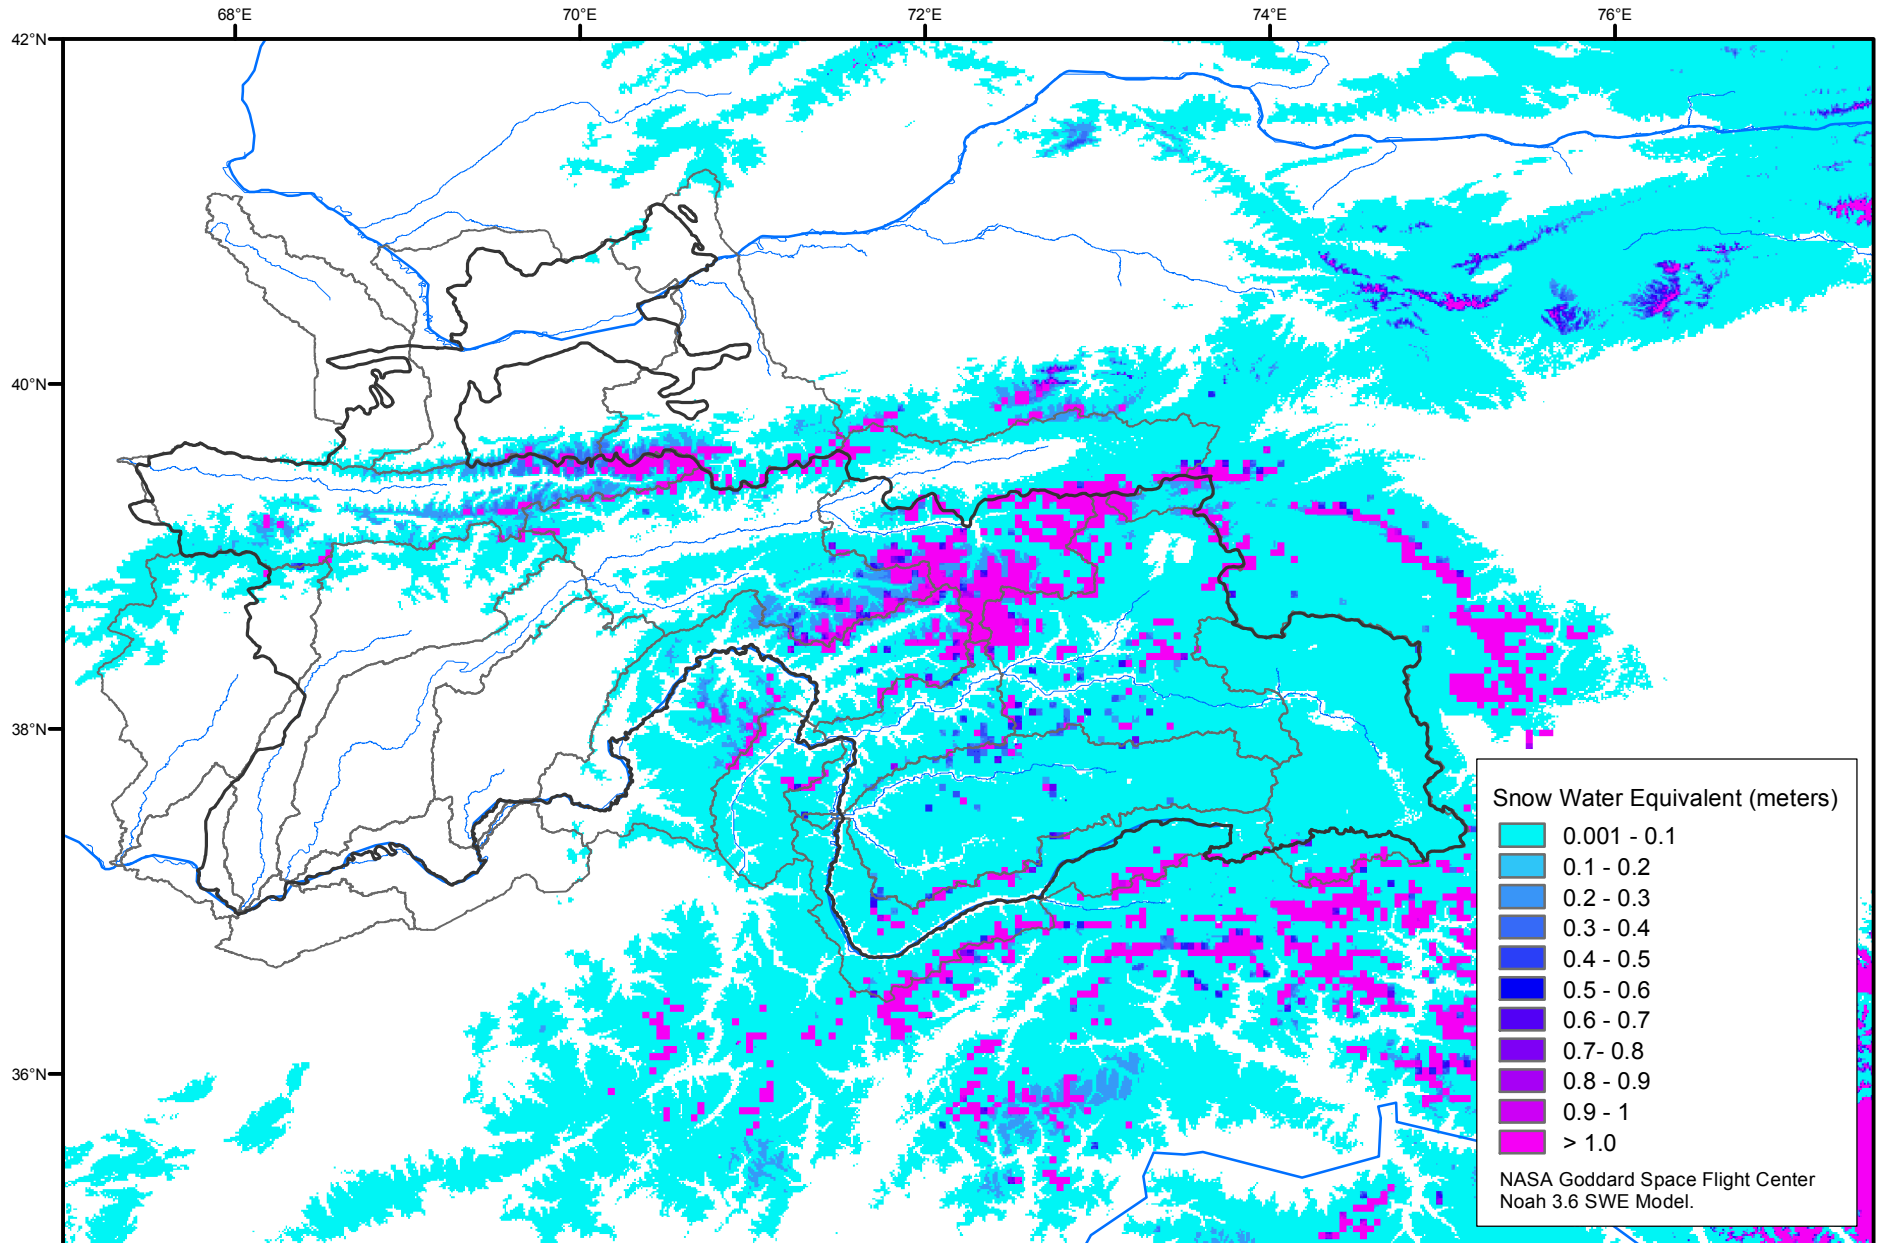 68°E
70°E
72°E
74°E
76°E
42°N
40°N
38°N
36°N
Snow Water Equivalent (meters)
0.001 - 0.1
0.1 - 0.2
0.2 - 0.3
0.3 - 0.4
0.4 - 0.5
0.5 - 0.6
0.6 - 0.7
0.7- 0.8
0.8 - 0.9
0.9 - 1
> 1.0
NASA Goddard Space Flight Center
Noah 3.6 SWE Model.